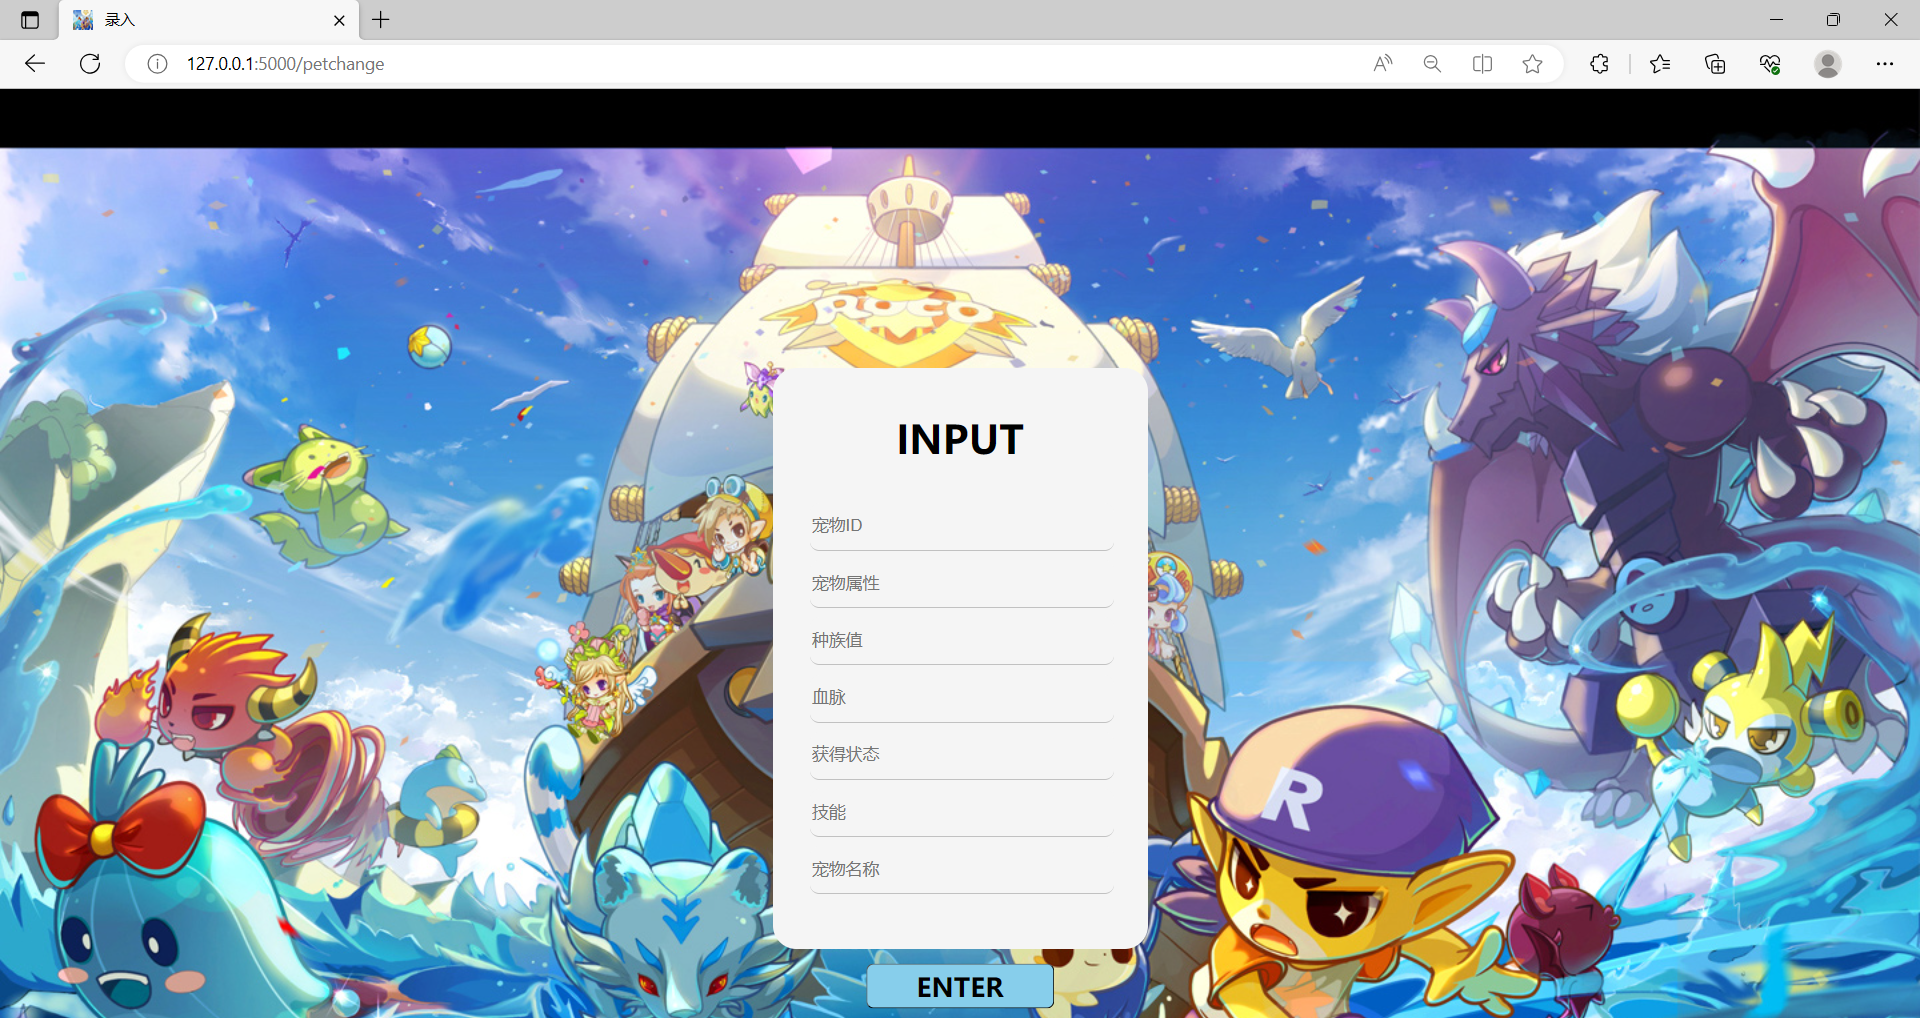 录入
127.0.0.1:5000/petchange
ROCO
INPUT
宠物ID
宠物属性
种族值
血脉
获得状态
技能
宠物名称
R
ENTER